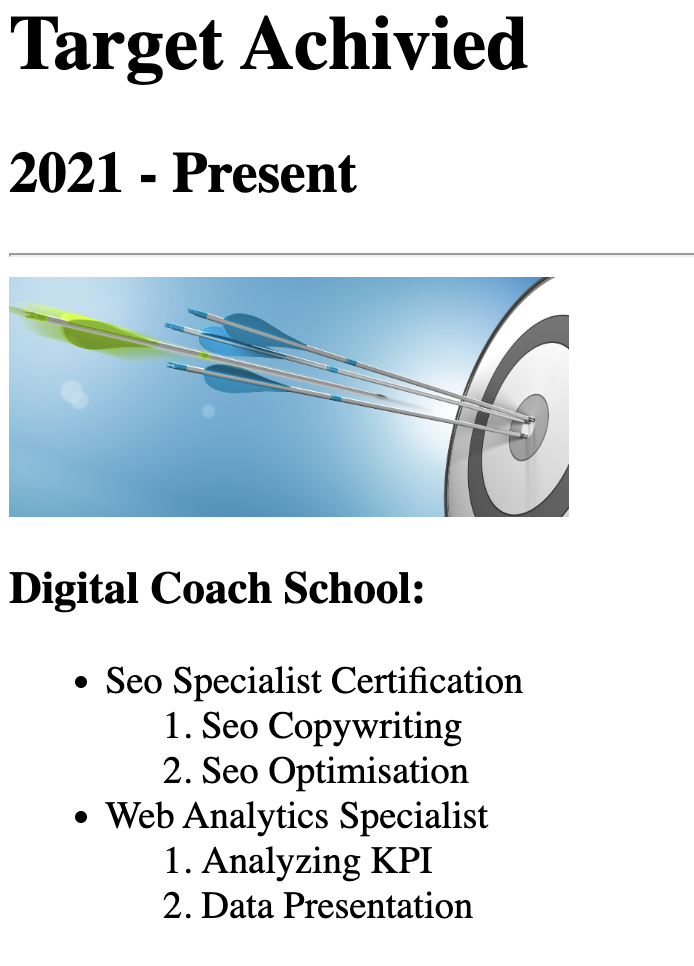 Target Achivied
2021 - Present
Digital Coach School:
• Seo Specialist Certification
1. Seo Copywriting
2. Seo Optimisation
• Web Analytics Specialist
1. Analyzing KPI
2. Data Presentation